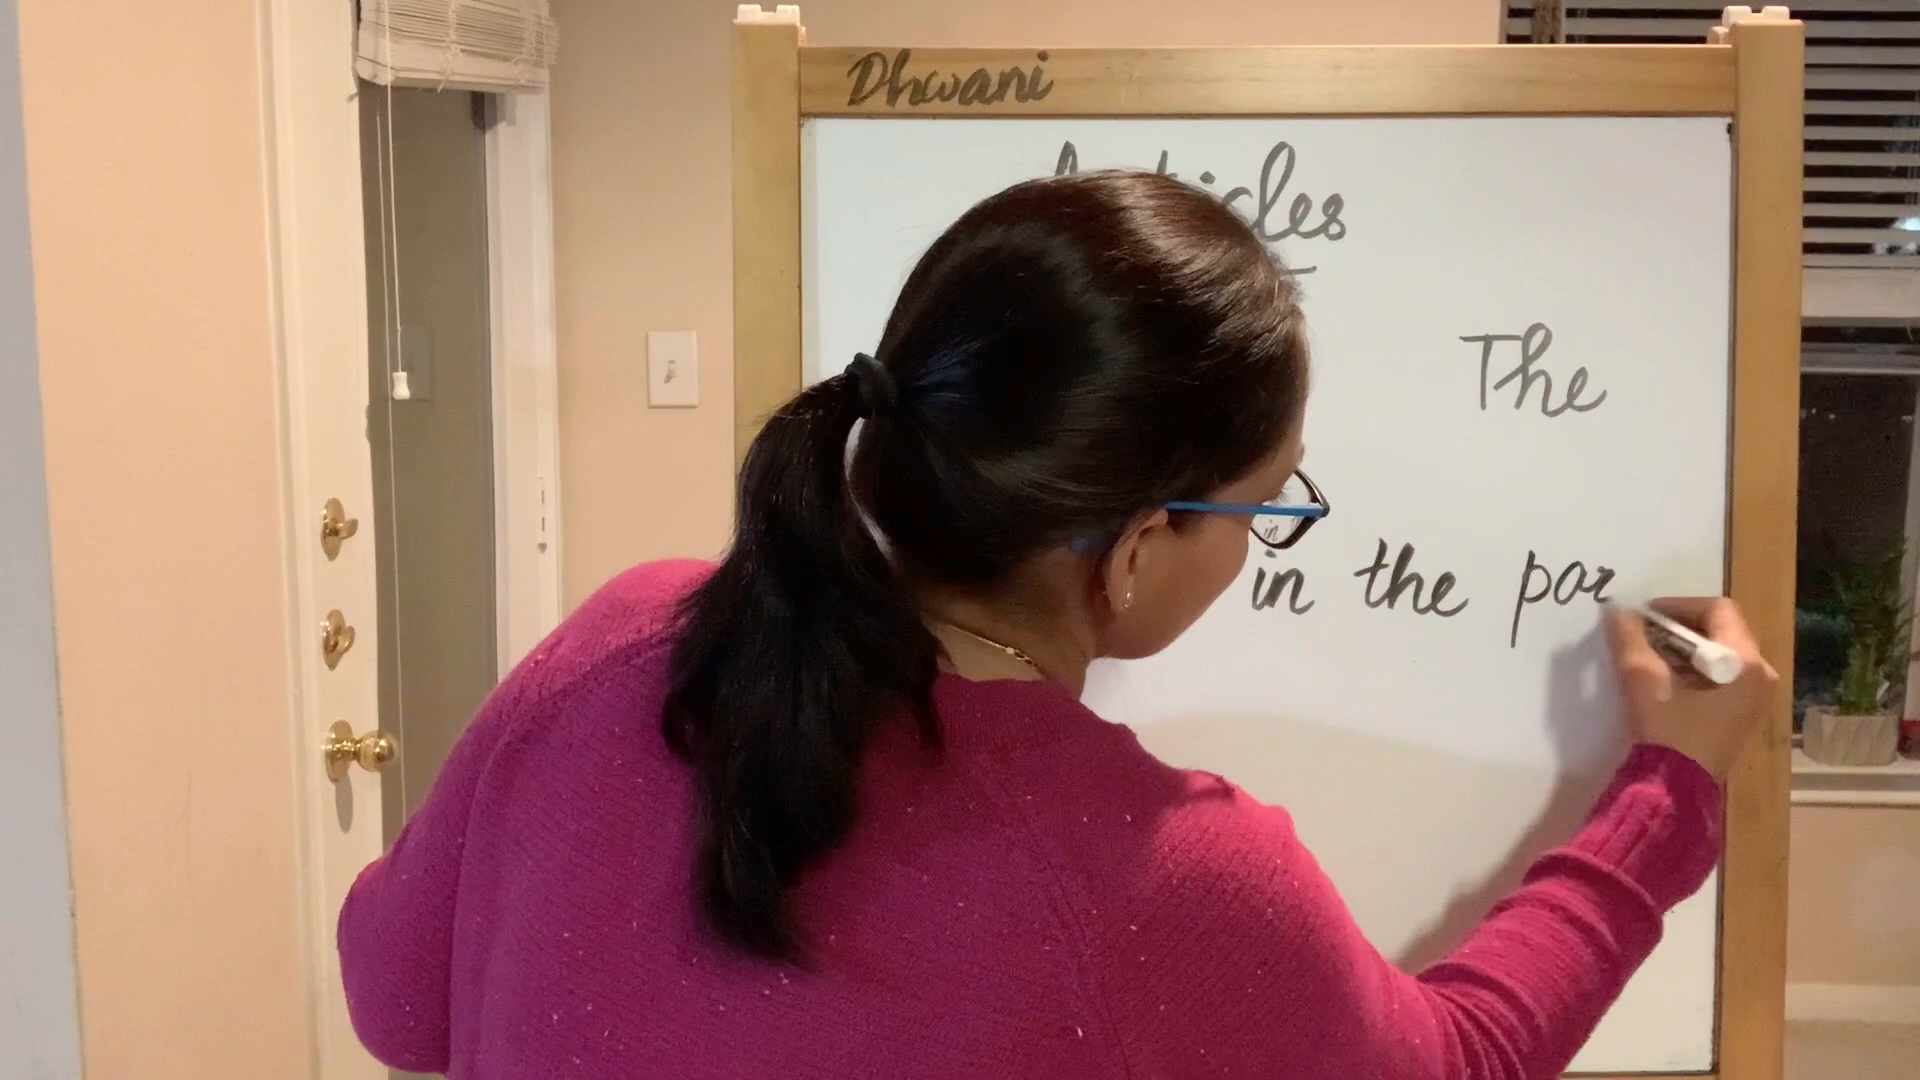 Dhwani
Articles
The
in the par